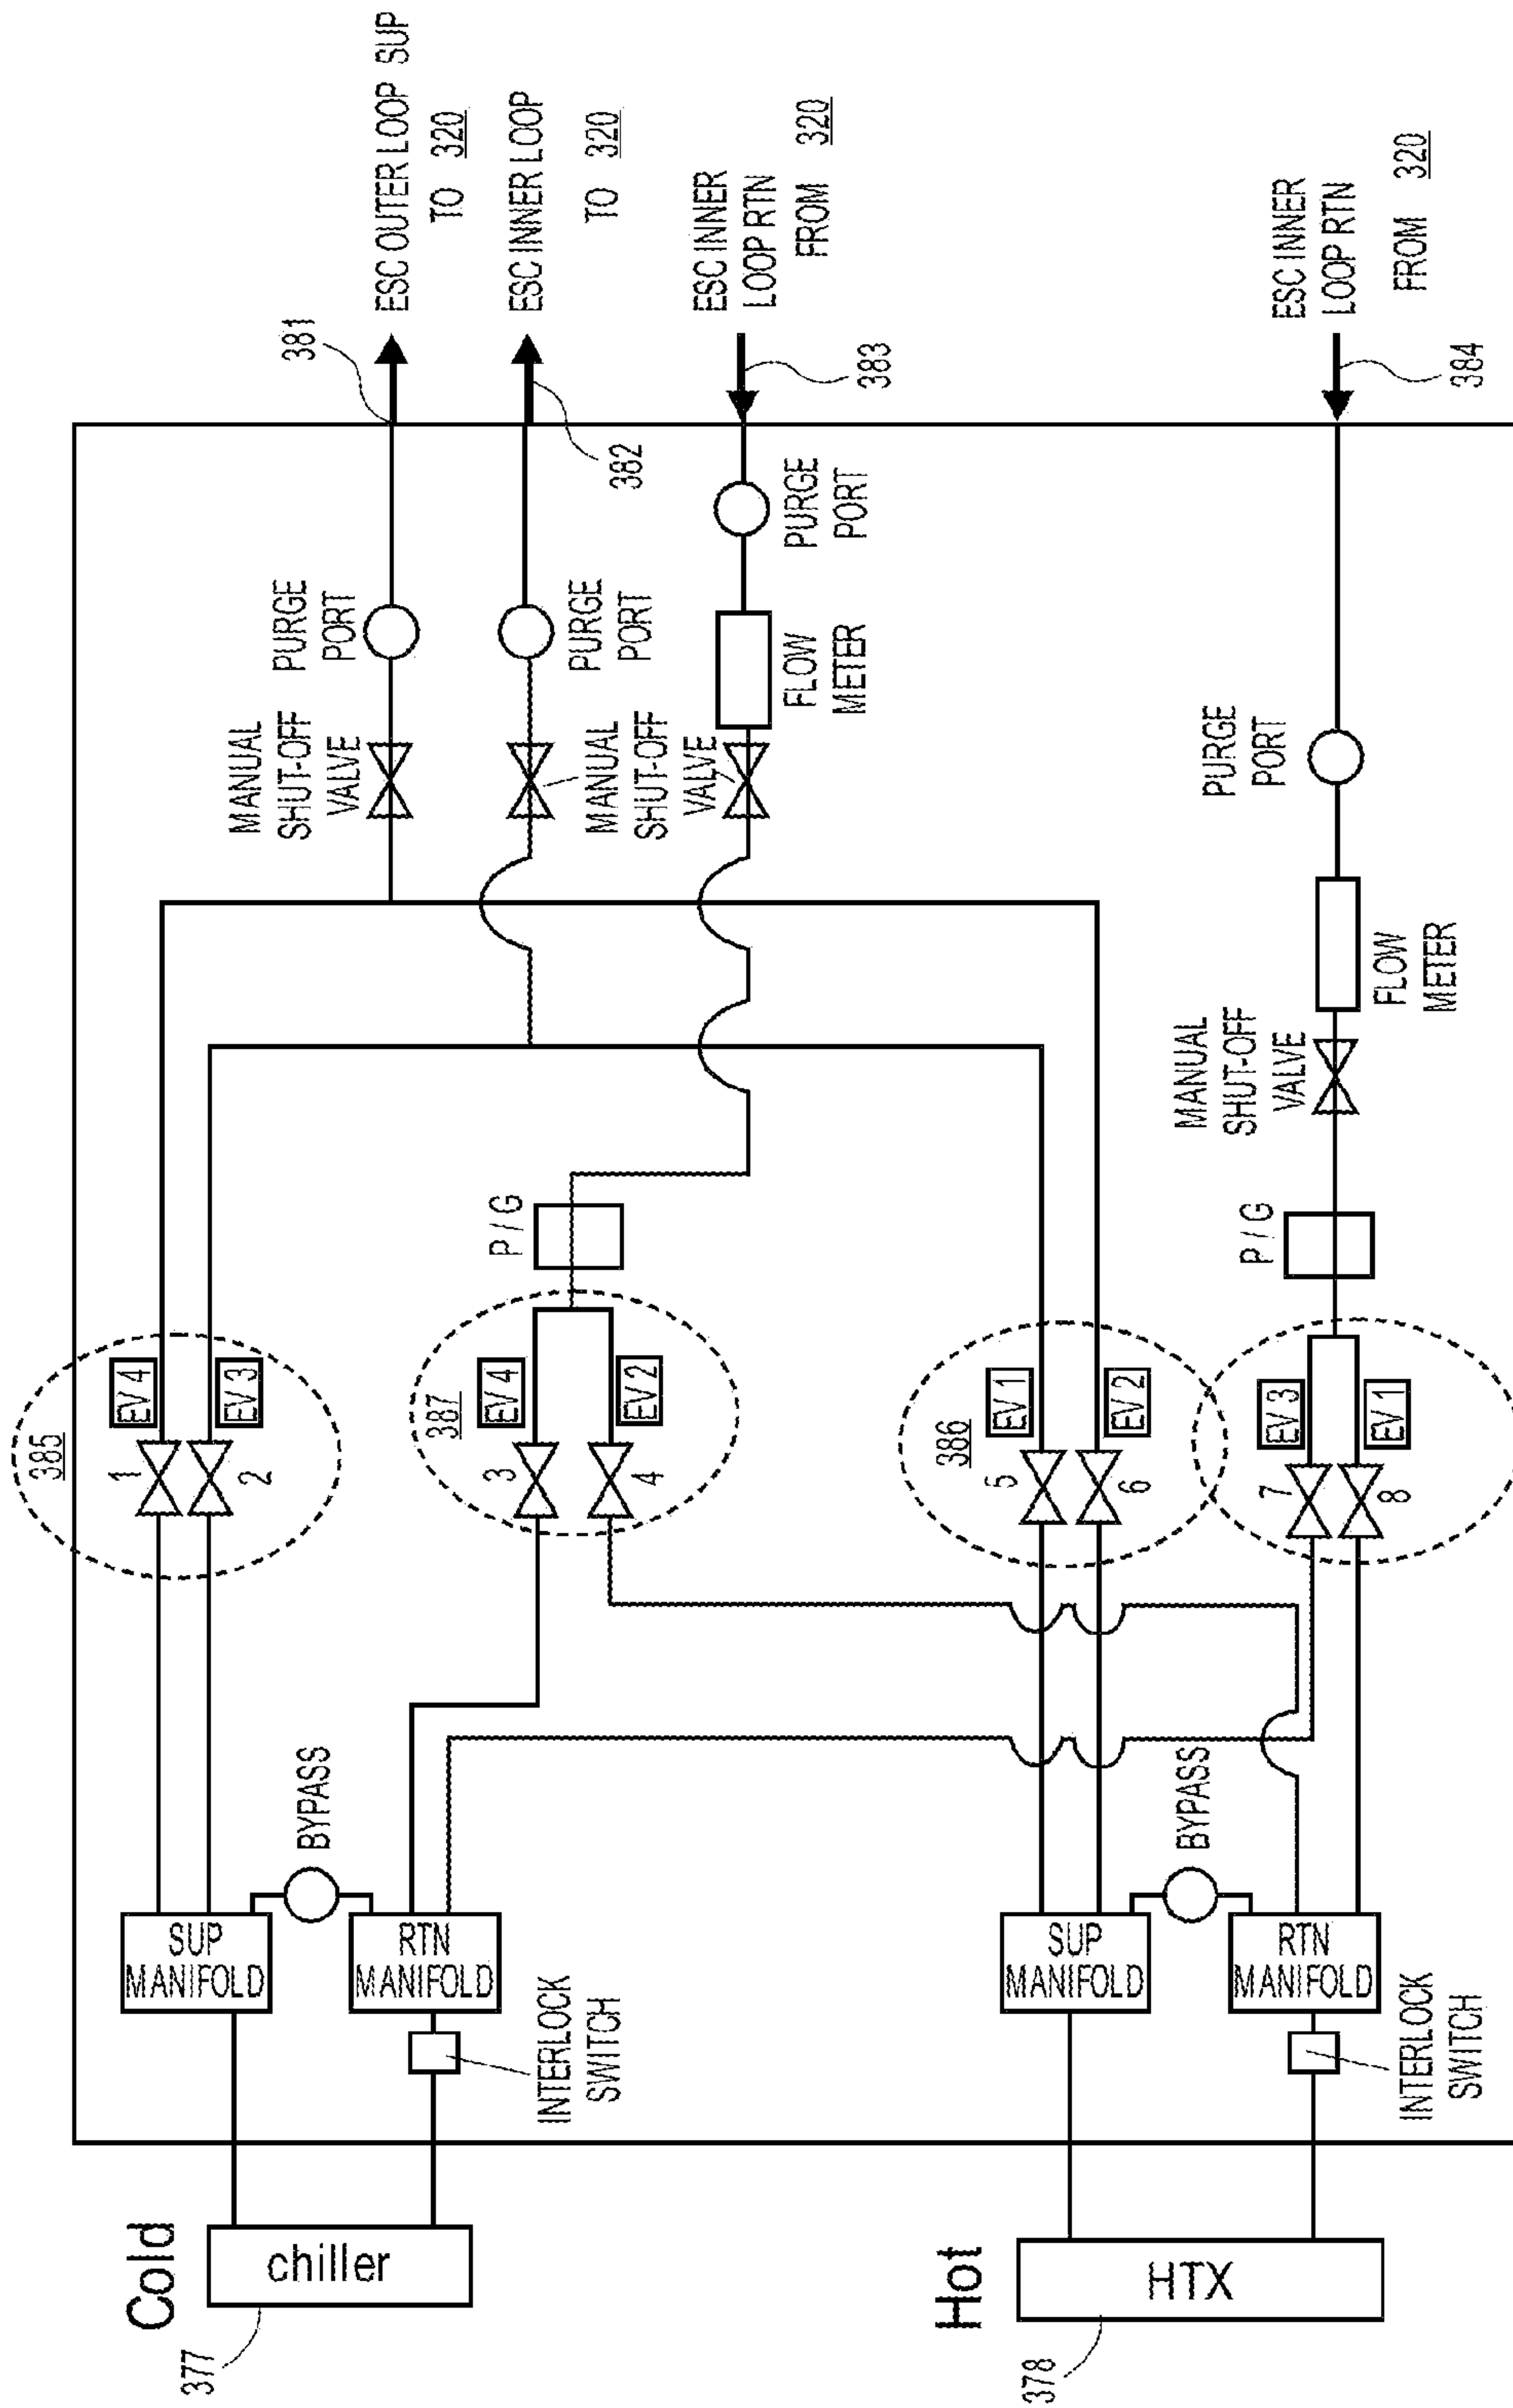 Cold
chiller
377
SUP
MANIFOLD
BYPASS
RTN
MANIFOLD
INTERLOCK
SWITCH
385
1
2
EV 4
EV 3
387
3
4
EV 4
EV 2
P / G
MANUAL
SHUT-OFF
VALVE
PURGE
PORT
MANUAL
SHUT-OFF
VALVE
PURGE
PORT
FLOW
METER
PURGE
PORT
381
382
383
ESC OUTER LOOP SUP
TO 320
ESC INNER LOOP
TO 320
ESC INNER
LOOP RTN
FROM 320
Hot
HTX
378
SUP
MANIFOLD
BYPASS
RTN
MANIFOLD
INTERLOCK
SWITCH
386
5
6
EV 1
EV 2
7
8
EV 3
EV 1
P / G
MANUAL
SHUT-OFF
VALVE
FLOW
METER
PURGE
PORT
384
ESC INNER
LOOP RTN
FROM 320